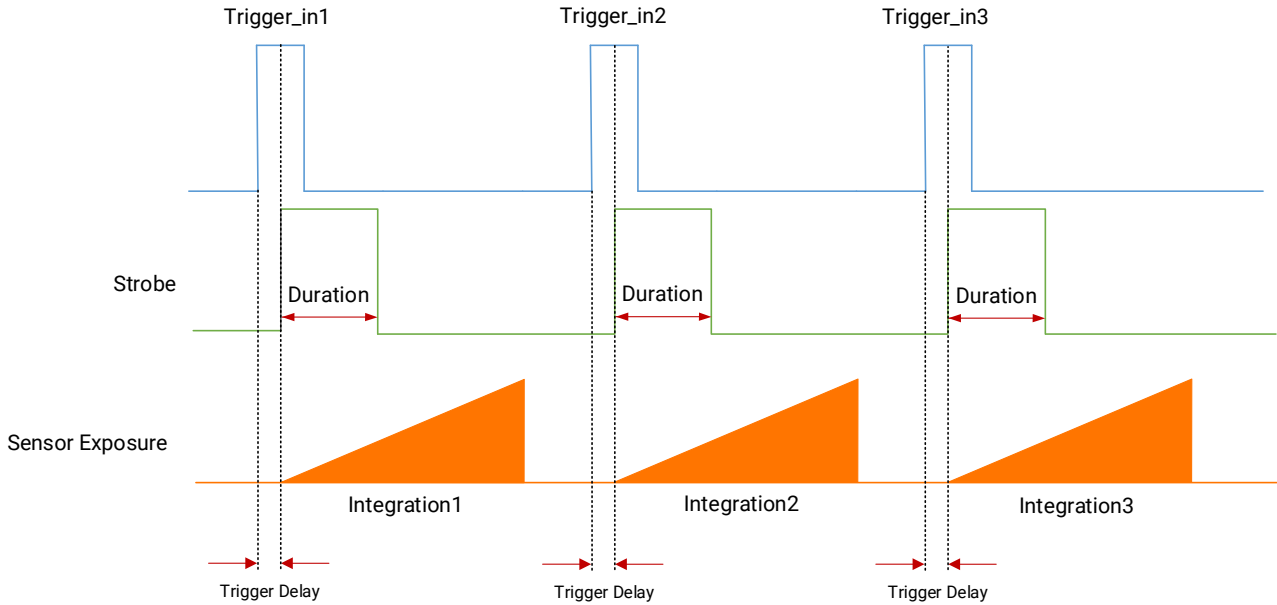 Trigger_in1
Trigger_in2
Trigger_in3
Strobe
Duration
Duration
Duration
Sensor Exposure
Integration1
Integration2
Integration3
Trigger Delay
Trigger Delay
Trigger Delay